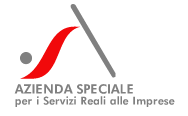 AZIENDA SPECIALE
per i Servizi Reali alle Imprese